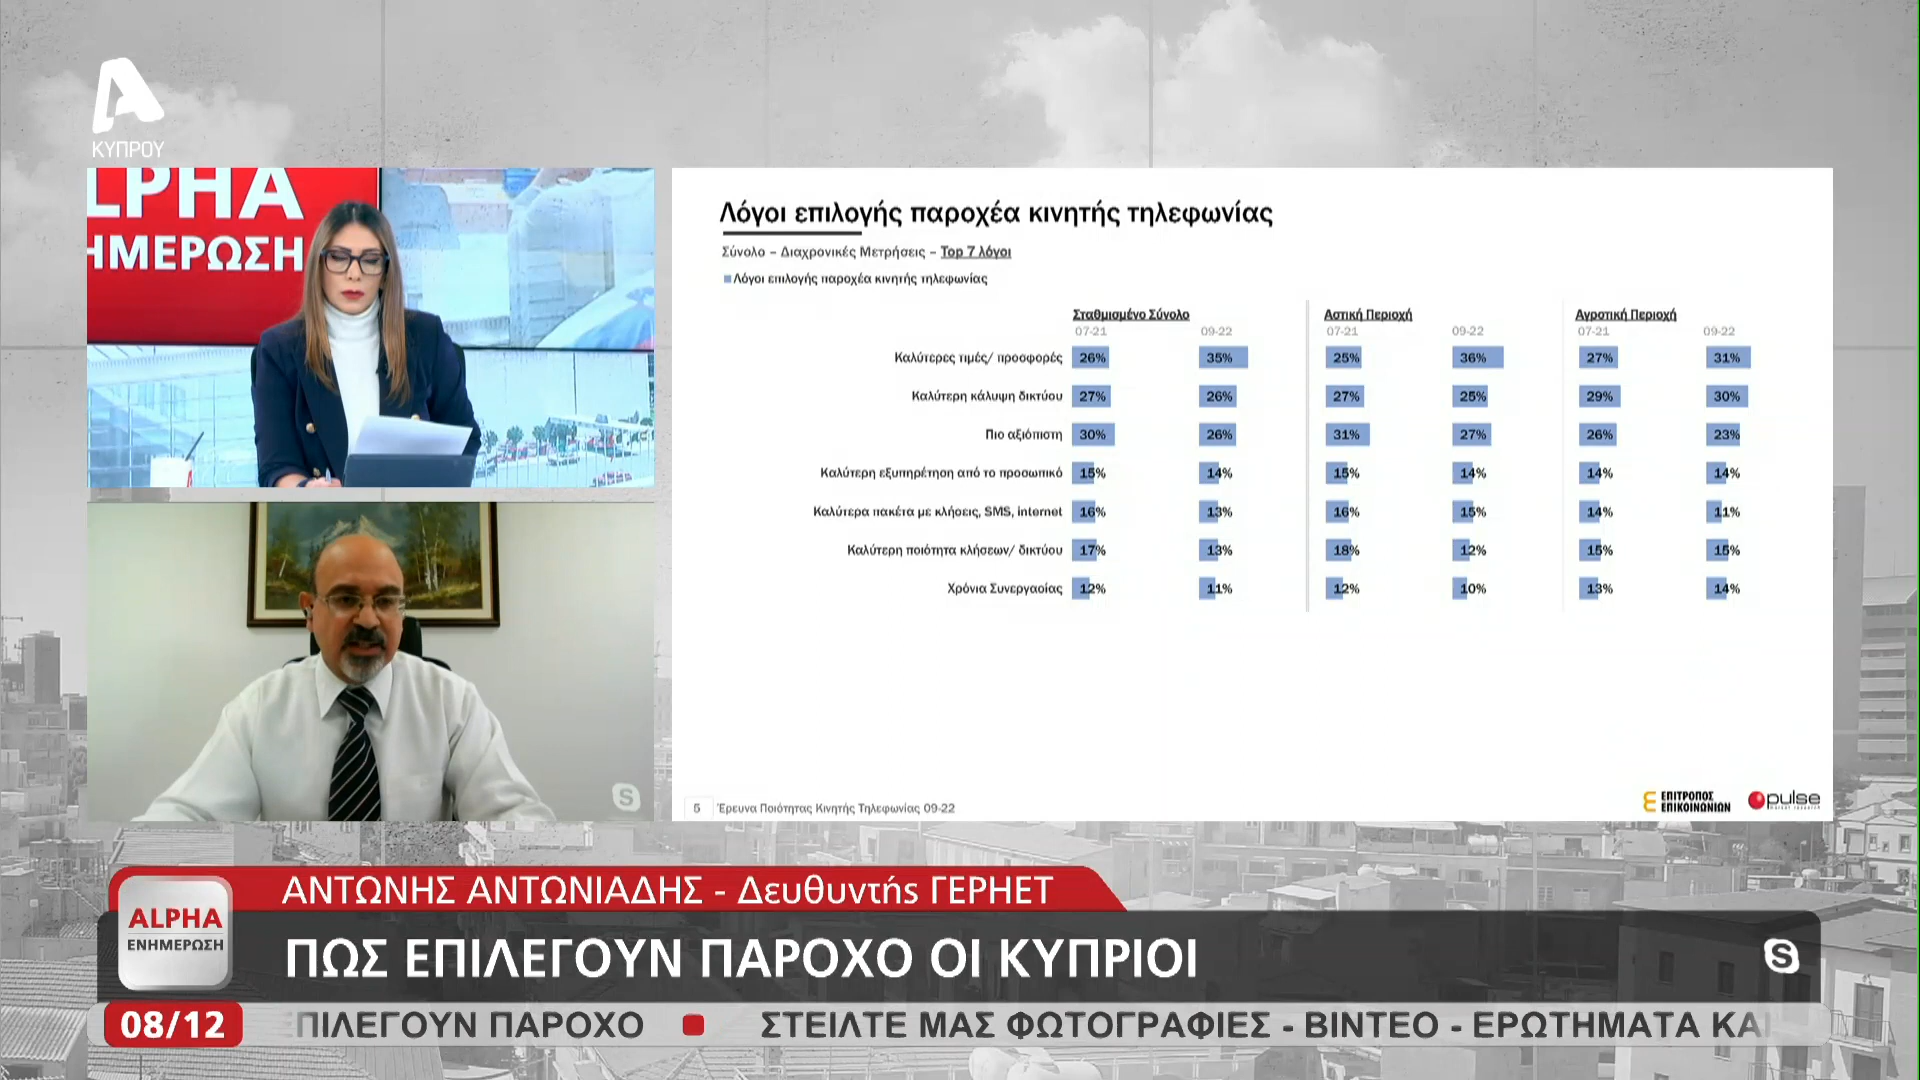 ΚΥΠΡΟΥ
LPHA
ΗΜΕΡΩΣΗ
Λόγοι επιλογής παροχέα κινητής τηλεφωνίας
Σύνολο – Διαχρονικές Μετρήσεις – Top 7 λόγοι
Λόγοι επιλογής παροχέα κινητής τηλεφωνίας
Σταθμισμένο Σύνολο Αστική Περιοχή Αγροτική Περιοχή
07-21 09-22 07-21 09-22 07-21 09-22
Καλύτερες τιμές/ προσφορές 26% 35% 25% 36% 27% 31%
Καλύτερη κάλυψη δικτύου 27% 26% 27% 25% 29% 30%
Πιο αξιόπιστη 30% 26% 31% 27% 26% 23%
Καλύτερη εξυπηρέτηση από το προσωπικό 15% 14% 15% 14% 14% 14%
Καλύτερα πακέτα με κλήσεις, SMS, internet 16% 13% 16% 15% 14% 11%
Καλύτερη ποιότητα κλήσεων/ δικτύου 17% 13% 18% 12% 15% 15%
Χρόνια Συνεργασίας 12% 11% 12% 10% 13% 14%
5 Έρευνα Ποιότητας Κινητής Τηλεφωνίας 09-22
ΕΠΙΤΡΟΠΟΣ
ΕΠΙΚΟΙΝΩΝΙΩΝ
pulse
ΑΝΤΩΝΗΣ ΑΝΤΩΝΙΑΔΗΣ - Διευθυντής ΓΕΡΗΕΤ
ALPHA
ΕΝΗΜΕΡΩΣΗ
ΠΩΣ ΕΠΙΛΕΓΟΥΝ ΠΑΡΟΧΟ ΟΙ ΚΥΠΡΙΟΙ
08/12 ΠΙΛΕΓΟΥΝ ΠΑΡΟΧΟ ΣΤΕΙΛΤΕ ΜΑΣ ΦΩΤΟΓΡΑΦΙΕΣ - ΒΙΝΤΕΟ - ΕΡΩΤΗΜΑΤΑ ΚΑΙ